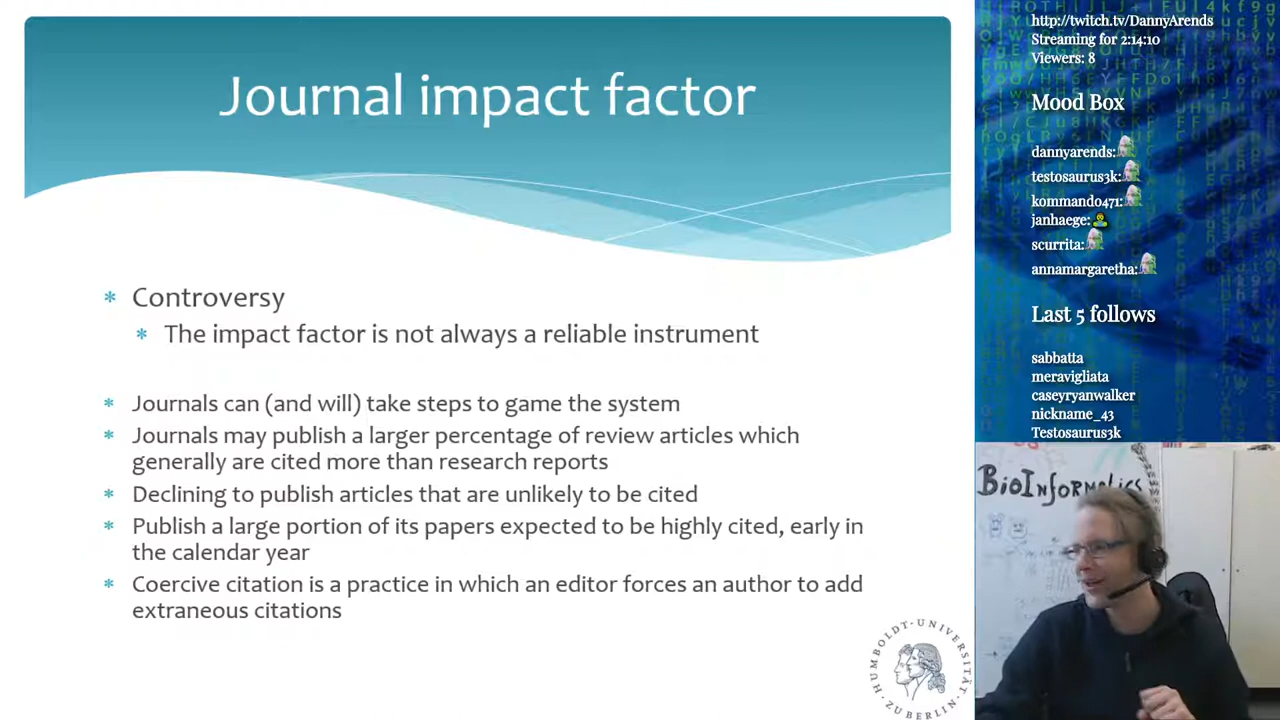 Journal impact factor
* Controversy
* The impact factor is not always a reliable instrument
* Journals can (and will) take steps to game the system
* Journals may publish a larger percentage of review articles which
generally are cited more than research reports
* Declining to publish articles that are unlikely to be cited
* Publish a large portion of its papers expected to be highly cited, early in
the calendar year
* Coercive citation is a practice in which an editor forces an author to add
extraneous citations
HUMBOLDT-UNIVERSITÄT
ZU BERLIN
http://twitch.tv/DannyArends
Streaming for 2:14:10
Viewers: 8
Mood Box
dannyarends:
testosaurus3k:
kommando471:
janhaege:
scurrita:
annamargaretha:
Last 5 follows
sabbatta
meravigliata
caseyryanwalker
nickname_43
Testosaurus3k
BioInformatics